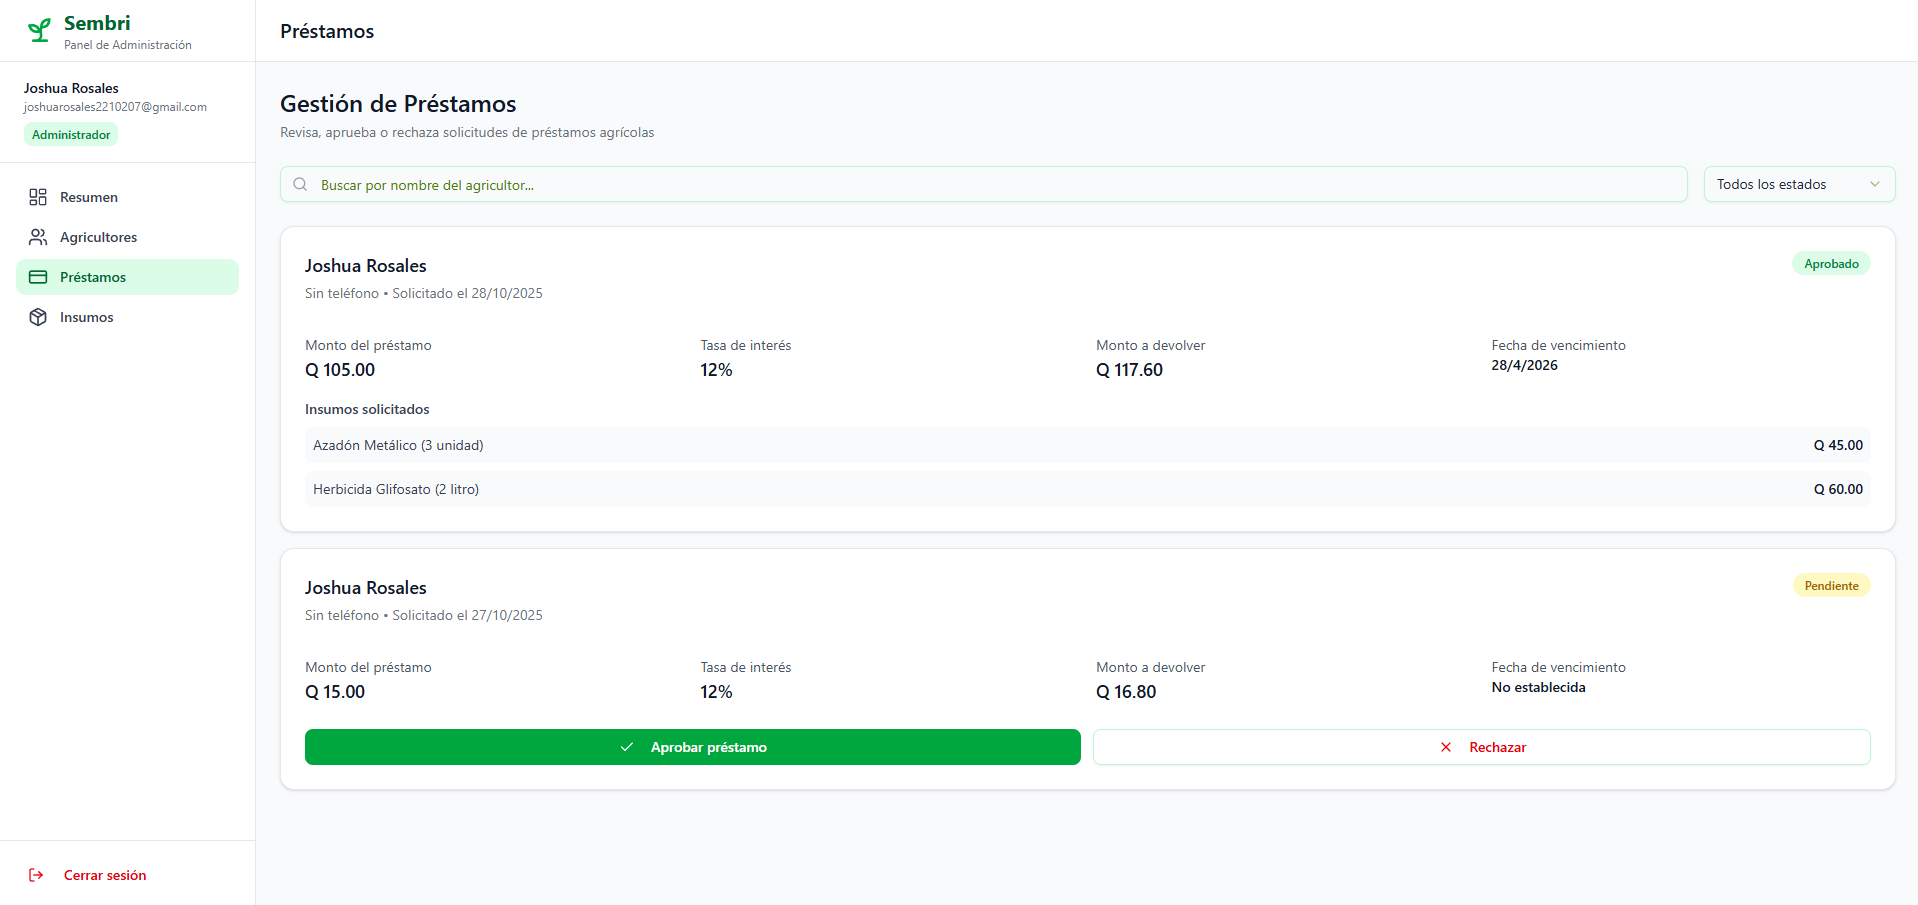 Sembri
Panel de Administración
Joshua Rosales
joshuarosales2210207@gmail.com
Administrador
Resumen
Agricultores
Préstamos
Insumos
Cerrar sesión
Préstamos
Gestión de Préstamos
Revisa, aprueba o rechaza solicitudes de préstamos agrícolas
Buscar por nombre del agricultor...
Todos los estados
Joshua Rosales
Aprobado
Sin teléfono • Solicitado el 28/10/2025
Monto del préstamo
Q 105.00
Tasa de interés
12%
Monto a devolver
Q 117.60
Fecha de vencimiento
28/4/2026
Insumos solicitados
Azadón Metálico (3 unidad) Q 45.00
Herbicida Glifosato (2 litro) Q 60.00
Joshua Rosales
Pendiente
Sin teléfono • Solicitado el 27/10/2025
Monto del préstamo
Q 15.00
Tasa de interés
12%
Monto a devolver
Q 16.80
Fecha de vencimiento
No establecida
Aprobar préstamo
Rechazar